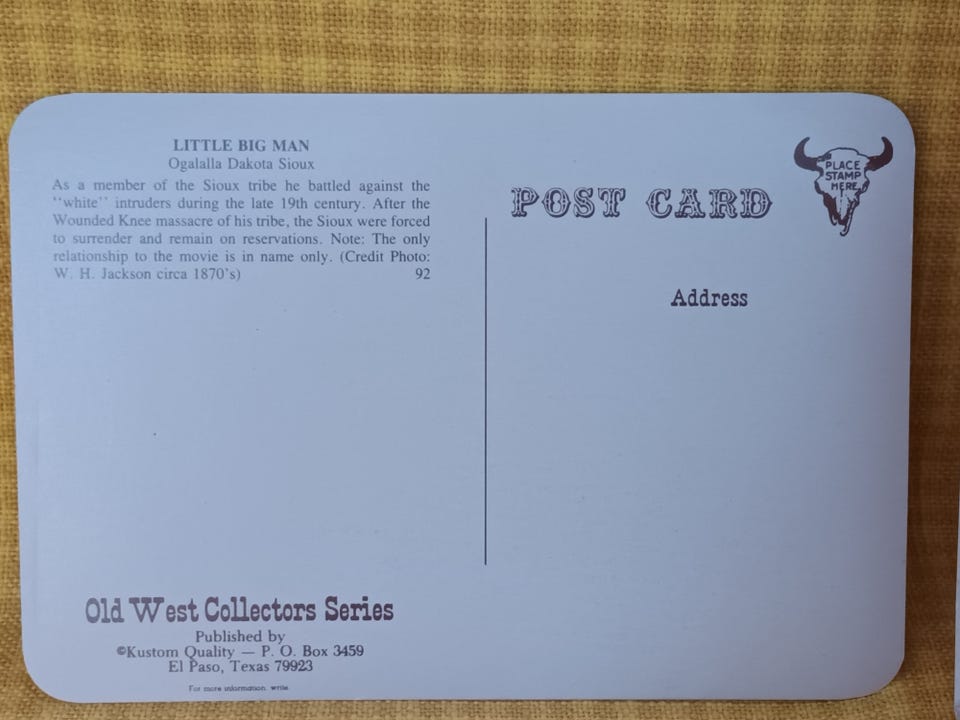 LITTLE BIG MAN
Ogalalla Dakota Sioux
As a member of the Sioux tribe he battled against the
"white" intruders during the late 19th century. After the
Wounded Knee massacre of his tribe, the Sioux were forced
to surrender and remain on reservations. Note: The only
relationship to the movie is in name only. (Credit Photo:
W. H. Jackson circa 1870's) 92
POST CARD
PLACE
STAMP
HERE
Address
Old West Collectors Series
Published by
©Kustom Quality — P. O. Box 3459
El Paso, Texas 79923
For more information write